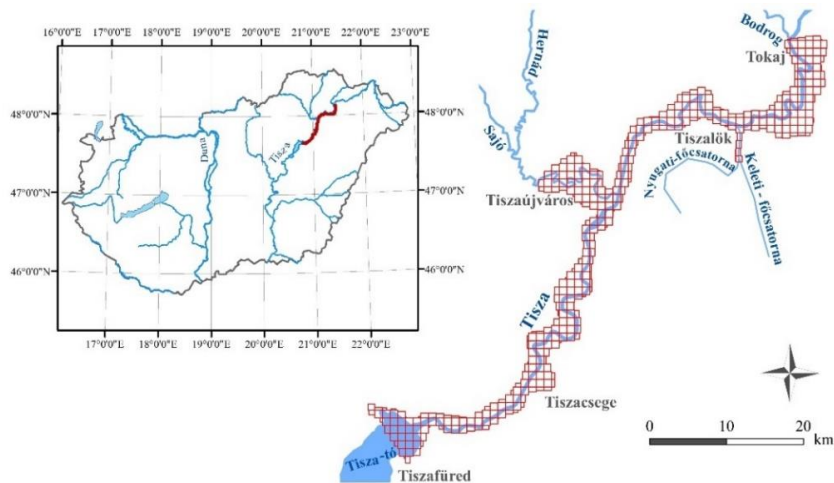 16°0'0"E
17°0'0"E
18°0'0"E
19°0'0"E
20°0'0"E
21°0'0"E
22°0'0"E
23°0'0"E
48°0'0"N
48°0'0"N
47°0'0"N
47°0'0"N
46°0'0"N
46°0'0"N
Duna
Tisza
17°0'0"E
18°0'0"E
19°0'0"E
20°0'0"E
21°0'0"E
22°0'0"E
Bodrog
Tokaj
Hernád
Sajó
Tiszalök
Tiszaújváros
Nyugati-főcsatorna
Keleti - főcsatorna
Tisza
Tiszacsege
Tisza-tó
Tiszafüred
0 10 20
km